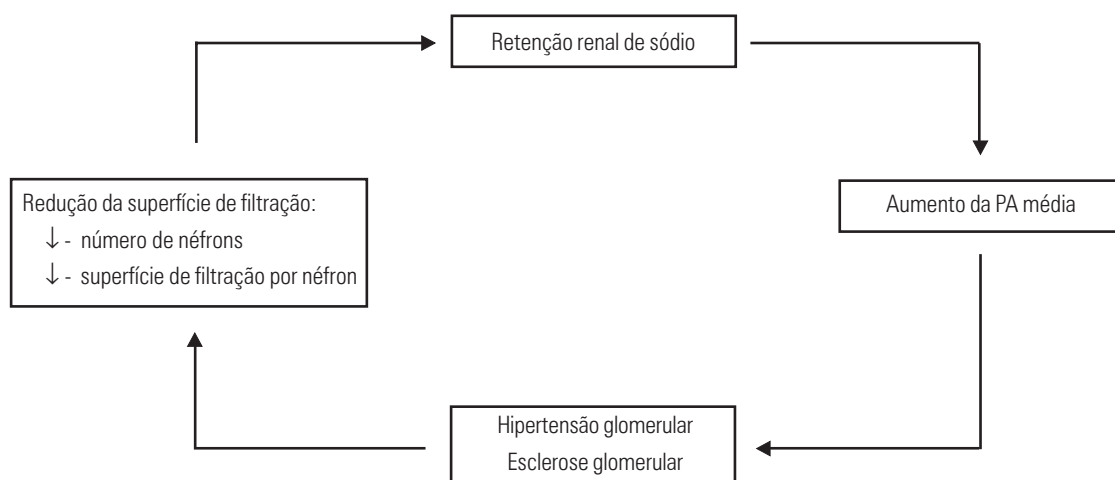 Retenção renal de sódio
Redução da superfície de filtração:
↓ - número de néfrons
↓ - superfície de filtração por néfron
Aumento da PA média
Hipertensão glomerular
Esclerose glomerular